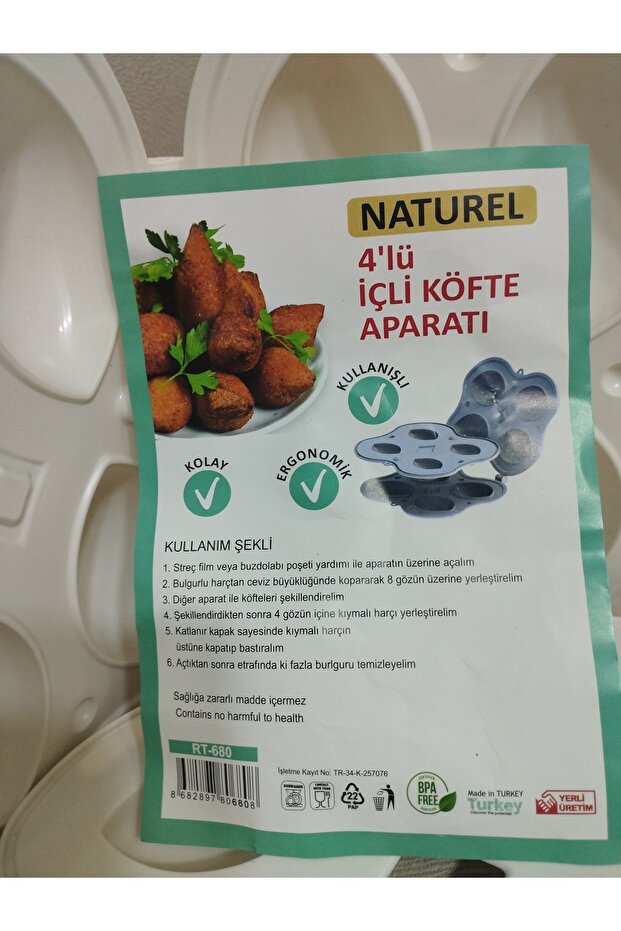 NATUREL
4'lü
İÇLİ KÖFTE
APARATI
KULLANIŞLI
KOLAY
ERGONOMİK
KULLANIM ŞEKLİ
1. Streç film veya buzdolabı poşeti yardımı ile aparatın üzerine açalım
2. Bulgurlu harçtan ceviz büyüklüğünde kopararak 8 gözün üzerine yerleştirelim
3. Diğer aparat ile köfteleri şekillendirelim
4. Şekillendirdikten sonra 4 gözün içine kıymalı harçı yerleştirelim
5. Katlanır kapak sayesinde kıymalı harçın
üstüne kapatıp bastıralım
6. Açtıktan sonra etrafında ki fazla burlguru temizleyelim
Sağlığa zararlı madde içermez
Contains no harmful to health
RT-680
8 682897 806808
İşletme Kayıt No: TR-34-K-257076
22
PAP
BPA
FREE
Made in TURKEY
Turkey
Discover the potential
YERLİ
ÜRETİM